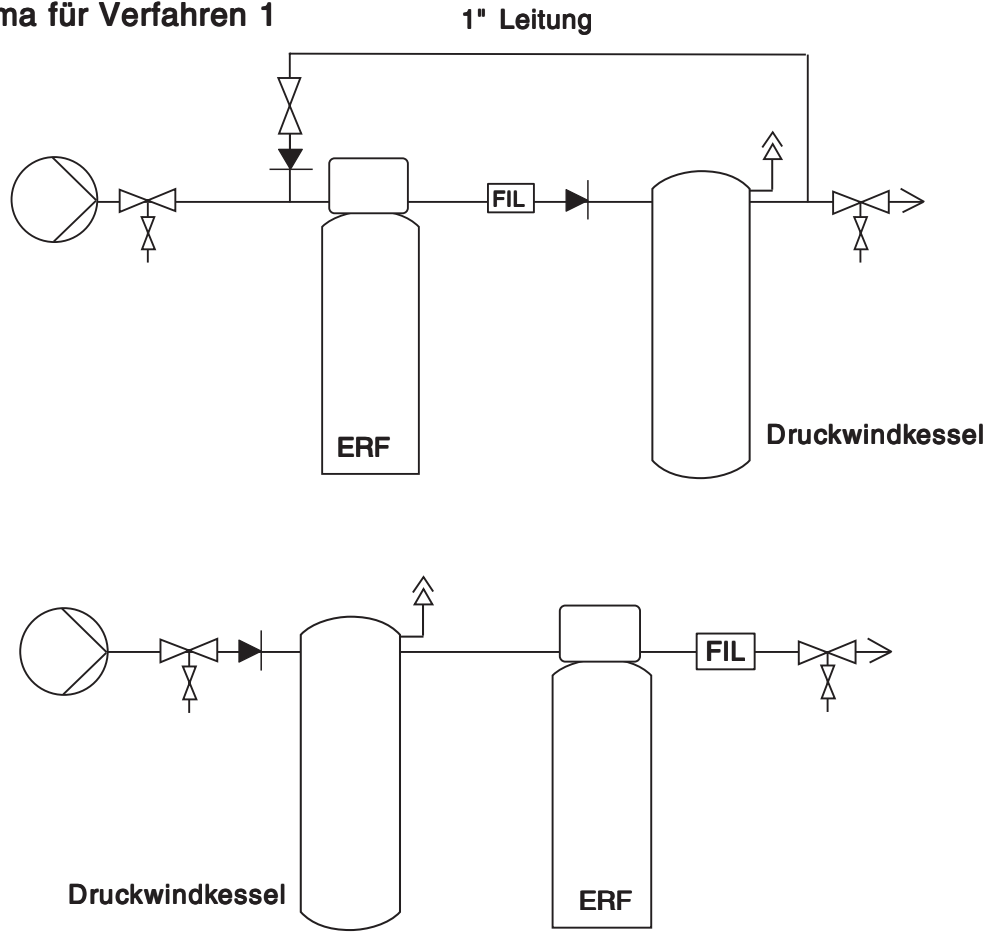 ma für Verfahren 1
1" Leitung
FIL
ERF
Druckwindkessel
FIL
Druckwindkessel
ERF